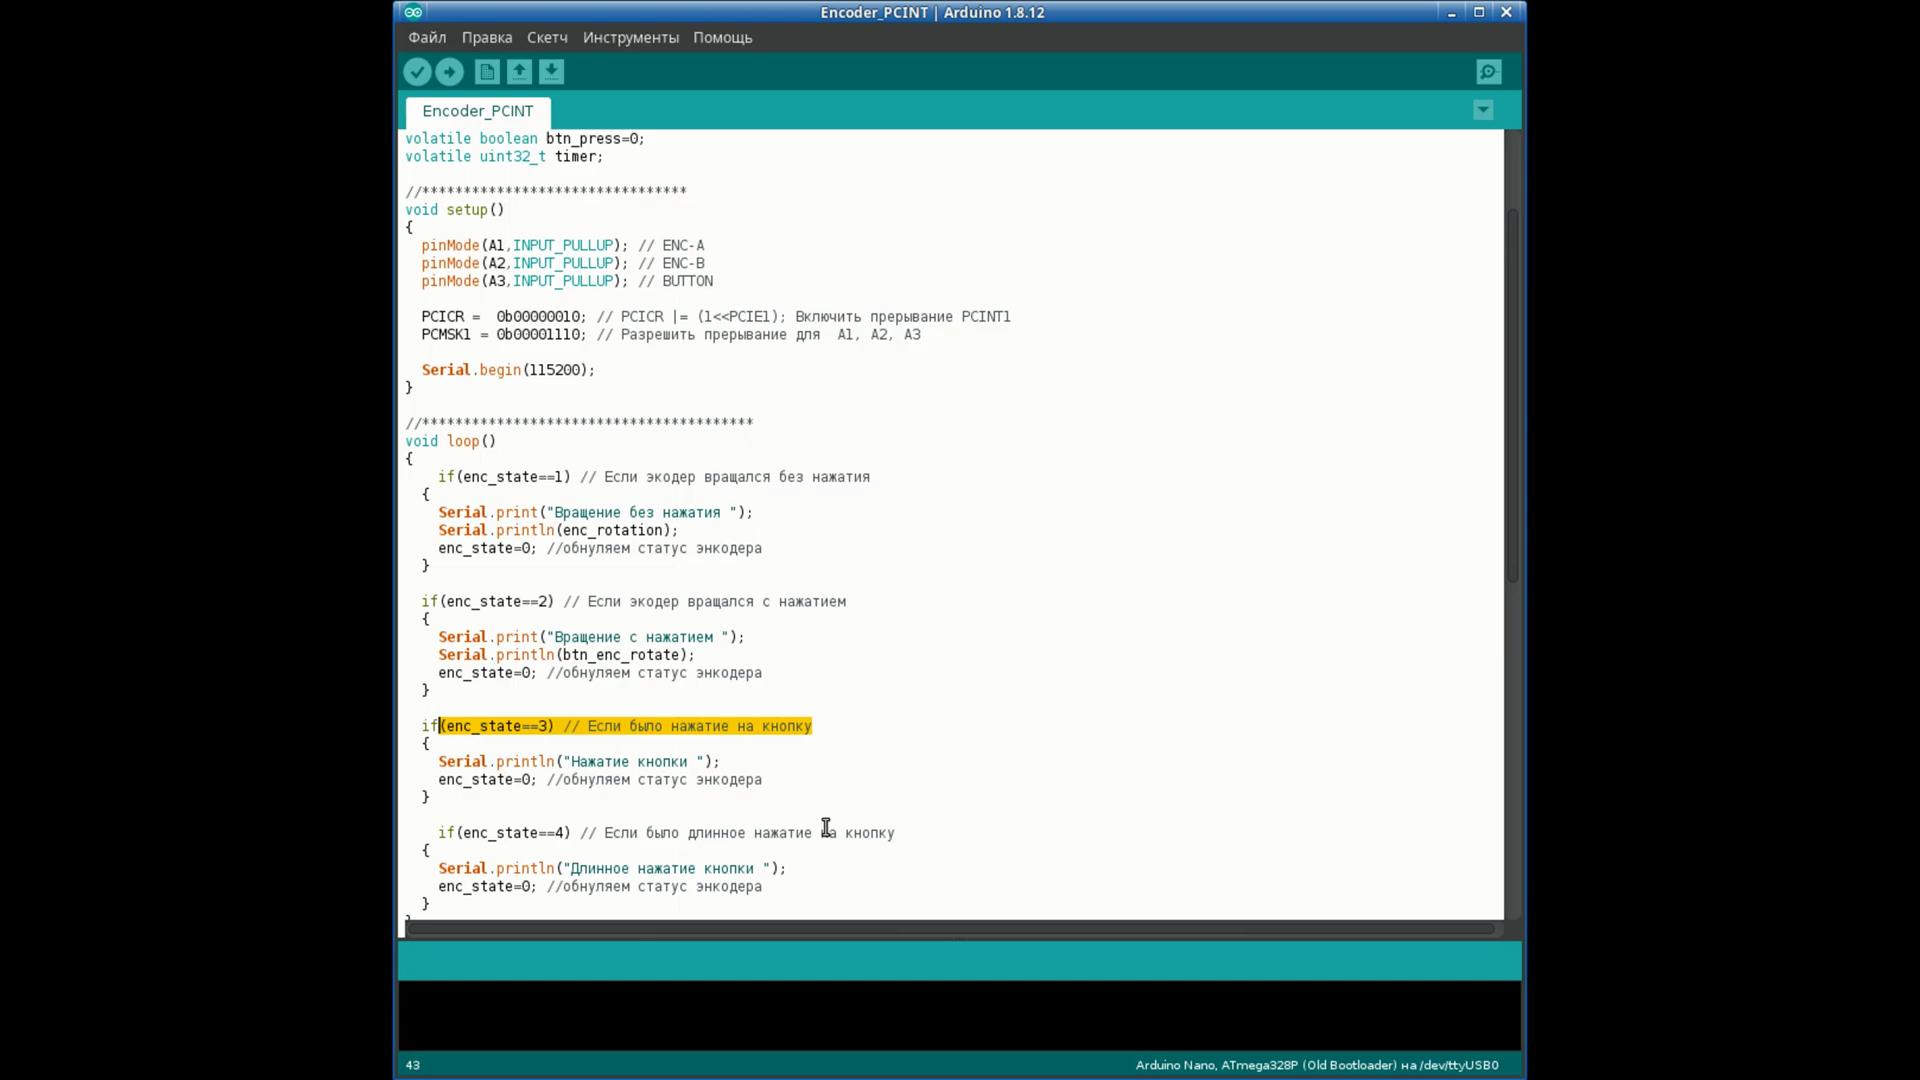 Encoder_PCINT | Arduino 1.8.12
Файл Правка Скетч Инструменты Помощь
Encoder_PCINT
volatile boolean btn_press=0;
volatile uint32_t timer;
//********************************
void setup()
{
pinMode(A1,INPUT_PULLUP); // ENC-A
pinMode(A2,INPUT_PULLUP); // ENC-B
pinMode(A3,INPUT_PULLUP); // BUTTON
PCICR =  0b00000010; // PCICR |= (1<<PCIE1); Включить прерывание PCINT1
PCMSK1 = 0b00001110; // Разрешить прерывание для  A1, A2, A3
Serial.begin(115200);
}
//****************************************
void loop()
{
if(enc_state==1) // Если экодер вращался без нажатия
{
Serial.print("Вращение без нажатия ");
Serial.println(enc_rotation);
enc_state=0; //обнуляем статус энкодера
}
if(enc_state==2) // Если экодер вращался с нажатием
{
Serial.print("Вращение с нажатием ");
Serial.println(btn_enc_rotate);
enc_state=0; //обнуляем статус энкодера
}
if(enc_state==3) // Если было нажатие на кнопку
{
Serial.println("Нажатие кнопки ");
enc_state=0; //обнуляем статус энкодера
}
if(enc_state==4) // Если было длинное нажатие на кнопку
{
Serial.println("Длинное нажатие кнопки ");
enc_state=0; //обнуляем статус энкодера
}
43
Arduino Nano, ATmega328P (Old Bootloader) на /dev/ttyUSB0